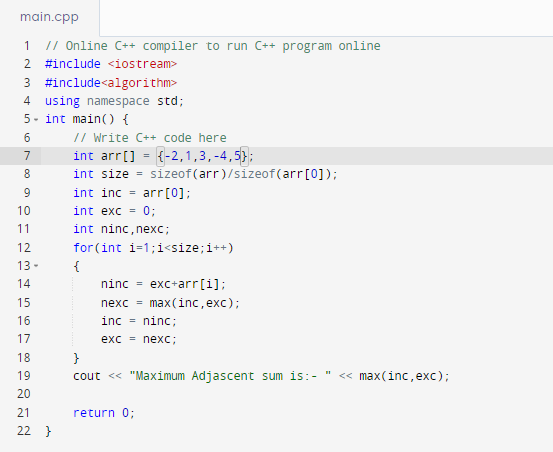 main.cpp
1 // Online C++ compiler to run C++ program online
2 #include <iostream>
3 #include<algorithm>
4 using namespace std;
5 int main() {
6 // Write C++ code here
7 int arr[] = {-2,1,3,-4,5};
8 int size = sizeof(arr)/sizeof(arr[0]);
9 int inc = arr[0];
10 int exc = 0;
11 int ninc,nexc;
12 for(int i=1;i<size;i++)
13 {
14 ninc = exc+arr[i];
15 nexc = max(inc,exc);
16 inc = ninc;
17 exc = nexc;
18 }
19 cout << "Maximum Adjascent sum is:- " << max(inc,exc);
20
21 return 0;
22 }